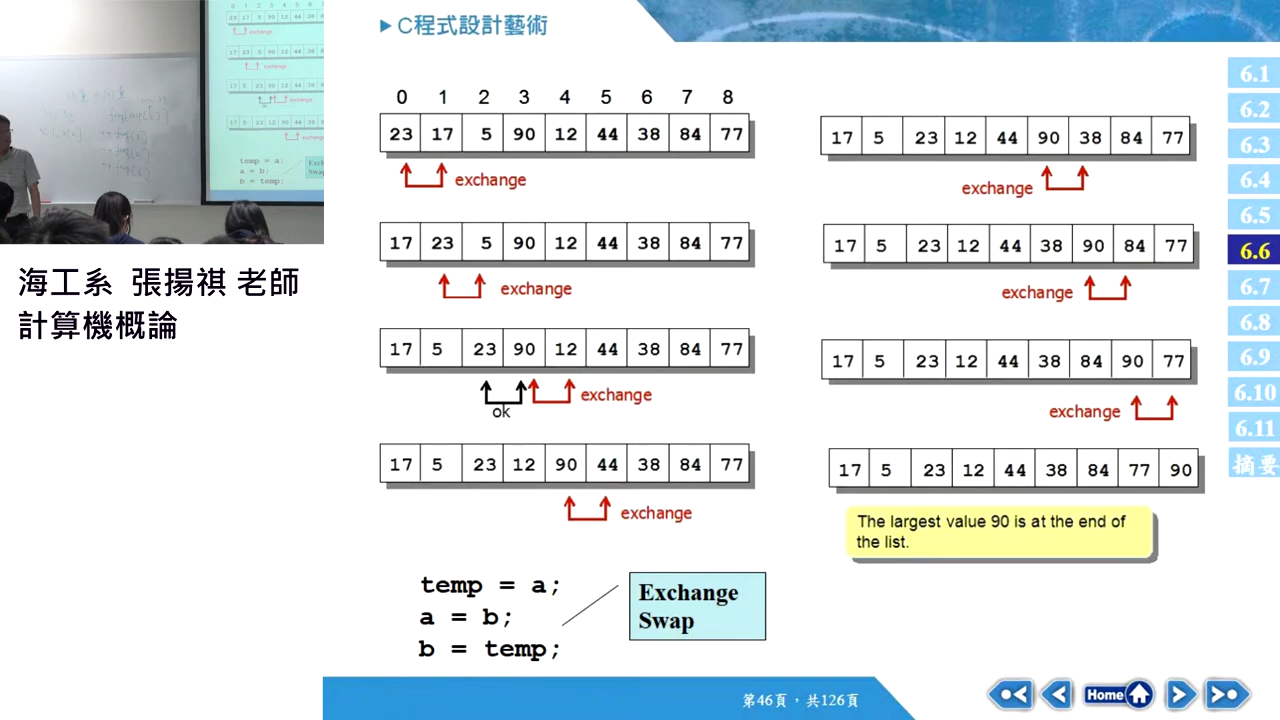 C程式設計藝術
0 1 2 3 4 5 6 7 8
23 17 5 90 12 44 38 84 77
exchange
17 23 5 90 12 44 38 84 77
exchange
17 5 23 90 12 44 38 84 77
ok
exchange
17 5 23 12 90 44 38 84 77
exchange
temp = a;
a = b;
b = temp;
Exchange
Swap
17 5 23 12 44 90 38 84 77
exchange
17 5 23 12 44 38 90 84 77
exchange
17 5 23 12 44 38 84 90 77
exchange
17 5 23 12 44 38 84 77 90
The largest value 90 is at the end of
the list.
6.1
6.2
6.3
6.4
6.5
6.6
6.7
6.8
6.9
6.10
6.11
摘要
海工系 張揚祺 老師
計算機概論
第46頁，共126頁
Home